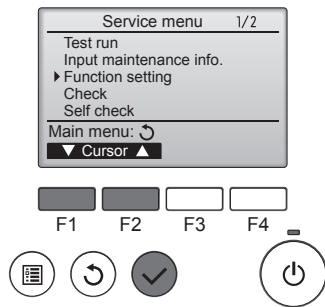 Service menu 1/2
Test run
Input maintenance info.
Function setting
Check
Self check
Main menu:
Cursor
F1 F2 F3 F4